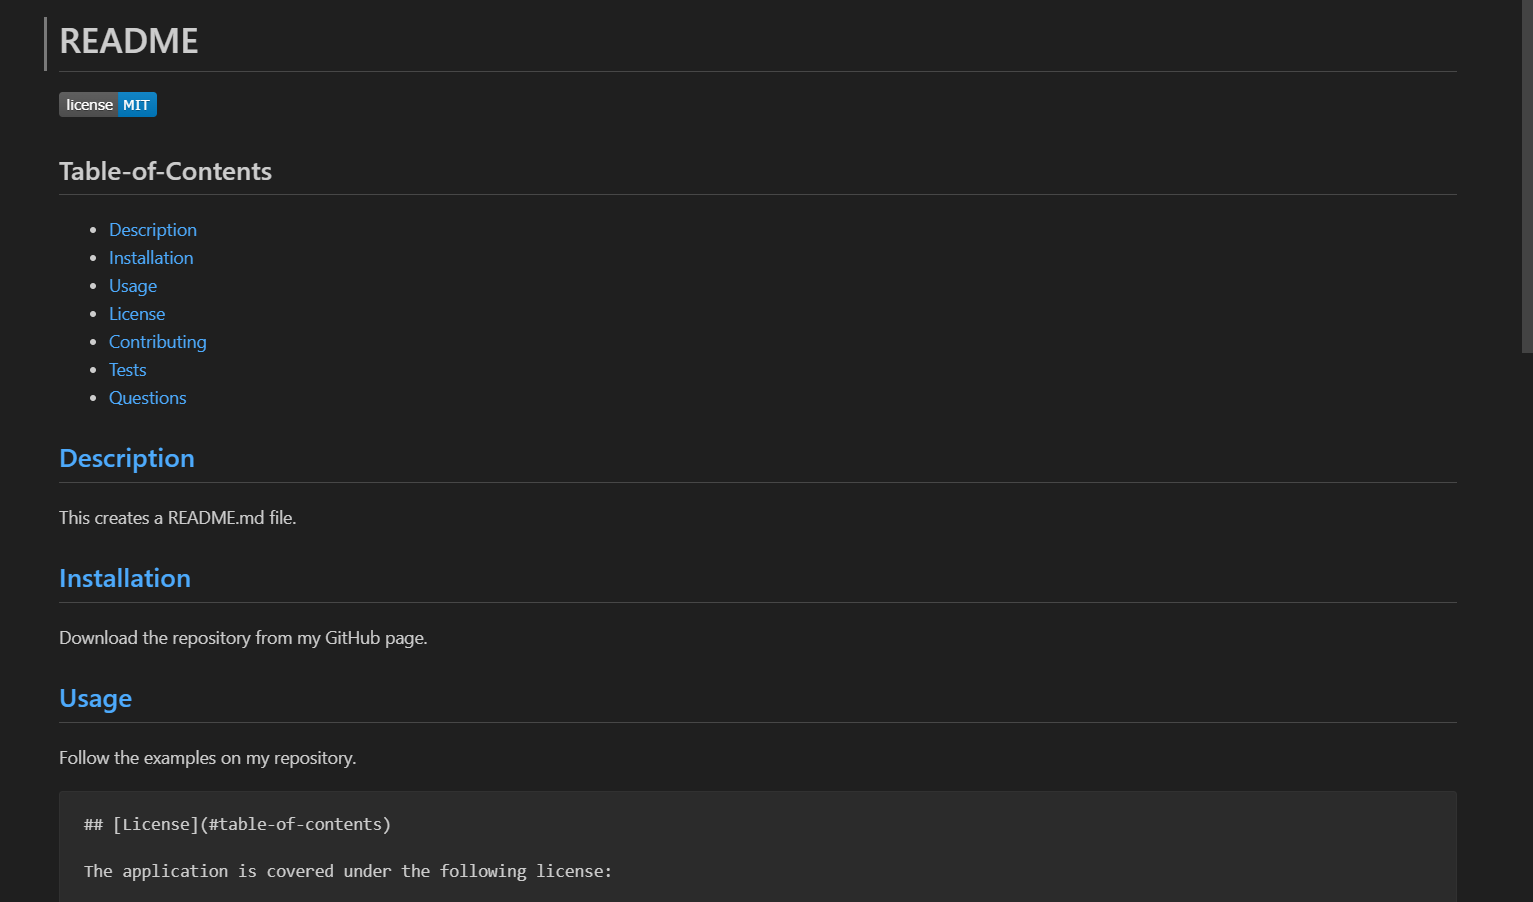 README
license MIT
Table-of-Contents
Description
Installation
Usage
License
Contributing
Tests
Questions
Description
This creates a README.md file.
Installation
Download the repository from my GitHub page.
Usage
Follow the examples on my repository.
## [License](#table-of-contents)
The application is covered under the following license: